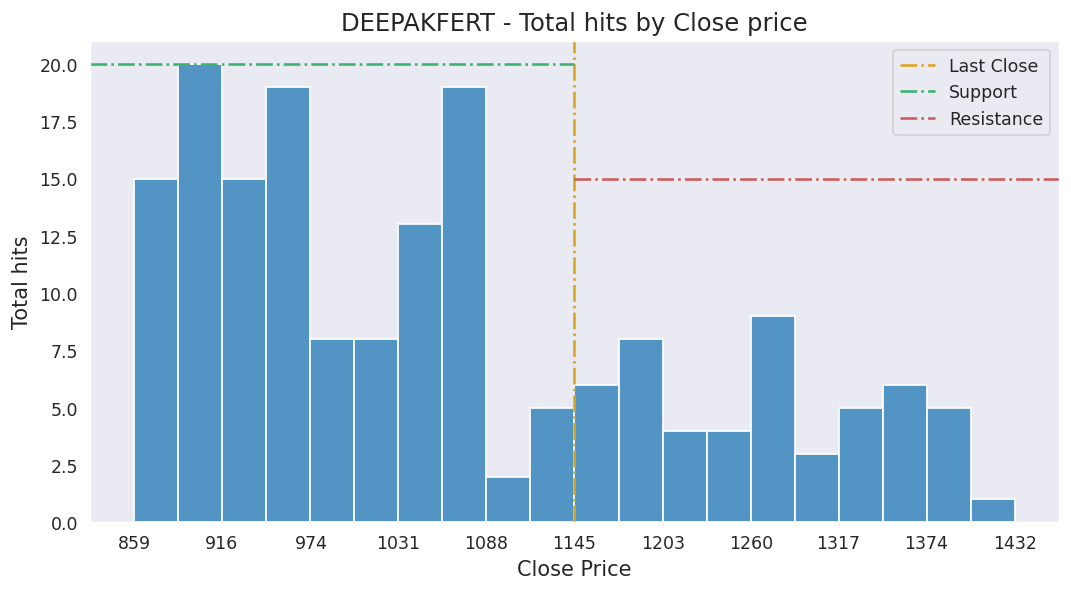 DEEPAKFERT - Total hits by Close price
Last Close
Support
Resistance
Total hits
20.0
17.5
15.0
12.5
10.0
7.5
5.0
2.5
0.0
859 916 974 1031 1088 1145 1203 1260 1317 1374 1432
Close Price